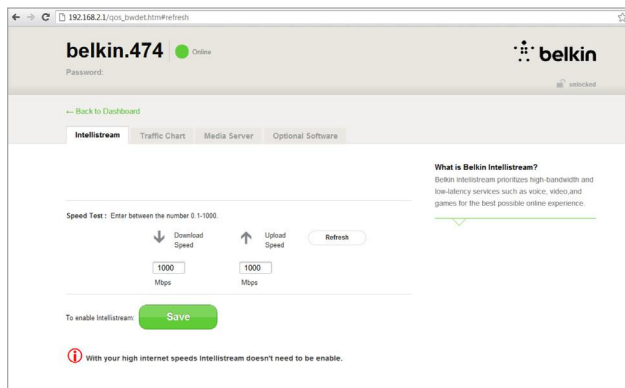 192.168.2.1/qos_bwdet.htm#refresh
belkin.474
Online
belkin
Password:
unlocked
← Back to Dashboard
Intellistream
Traffic Chart
Media Server
Optional Software
What is Belkin Intellistream?
Belkin intellistream prioritizes high-bandwidth and
low-latency services such as voice, video,and
games for the best possible online experience.
Speed Test : Enter between the number 0.1-1000.
Download
Speed
Upload
Speed
Refresh
1000
1000
Mbps
Mbps
To enable Intellistream:
Save
With your high internet speeds Intellistream doesn't need to be enable.